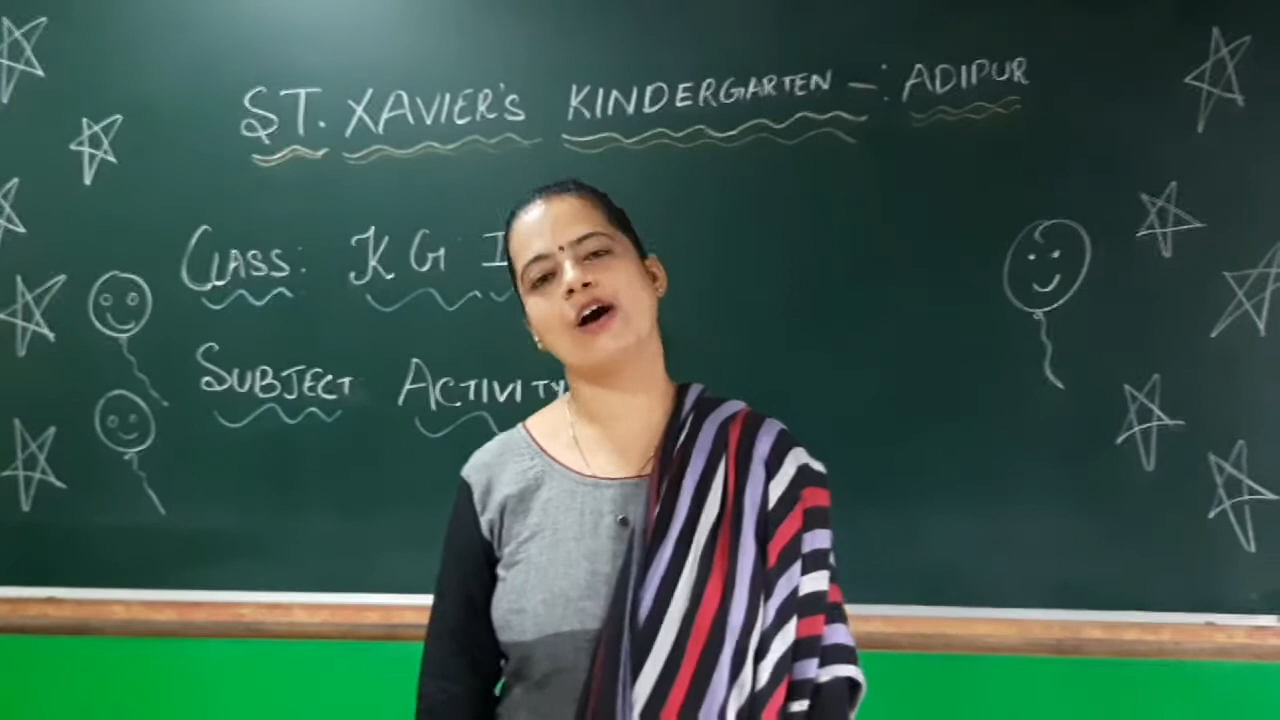 ST. XAVIER'S KINDERGARTEN -: ADIPUR
CLASS: KG I
SUBJECT ACTIVITY